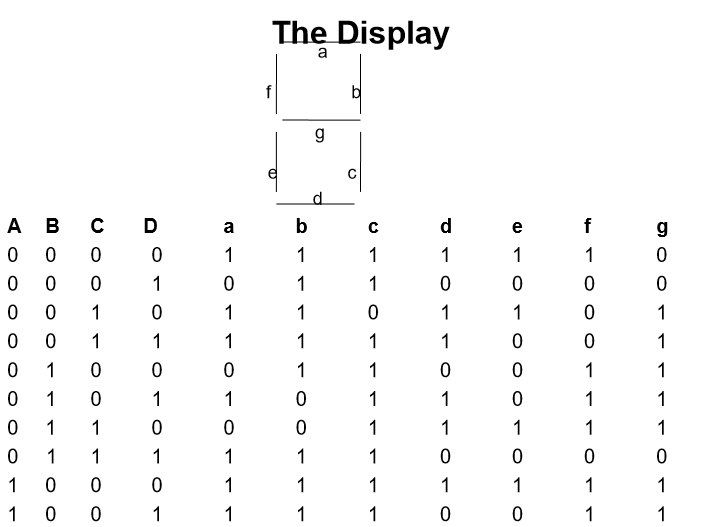 The Display
a
f b
g
e c
d
A B C D a b c d e f g
0 0 0 0 1 1 1 1 1 1 0
0 0 0 1 0 1 1 0 0 0 0
0 0 1 0 1 1 0 1 1 0 1
0 0 1 1 1 1 1 1 0 0 1
0 1 0 0 0 1 1 0 0 1 1
0 1 0 1 1 0 1 1 0 1 1
0 1 1 0 0 0 1 1 1 1 1
0 1 1 1 1 1 1 0 0 0 0
1 0 0 0 1 1 1 1 1 1 1
1 0 0 1 1 1 1 0 0 1 1